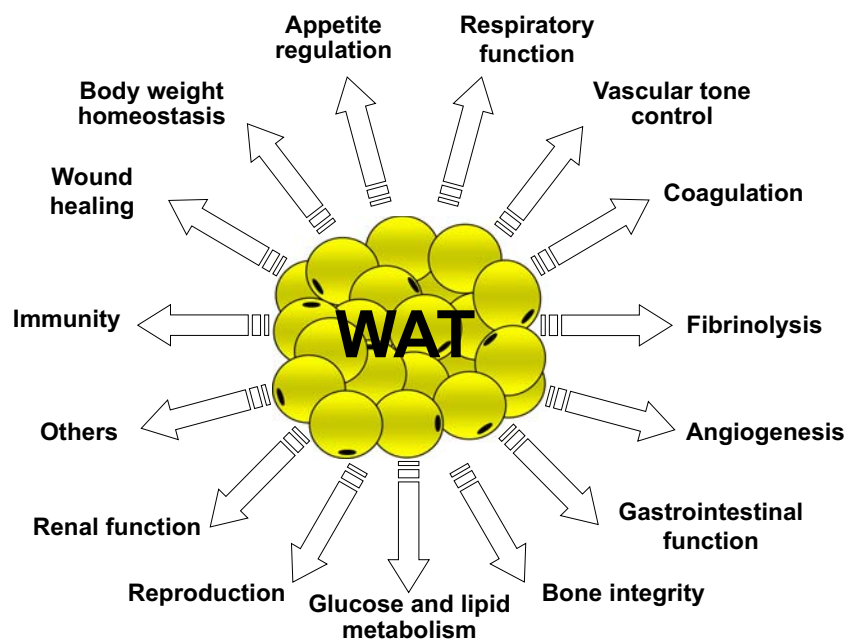 Appetite
regulation
Respiratory
function
Body weight
homeostasis
Vascular tone
control
Wound
healing
Coagulation
Immunity
WAT
Fibrinolysis
Others
Angiogenesis
Renal function
Gastrointestinal
function
Reproduction
Glucose and lipid
metabolism
Bone integrity